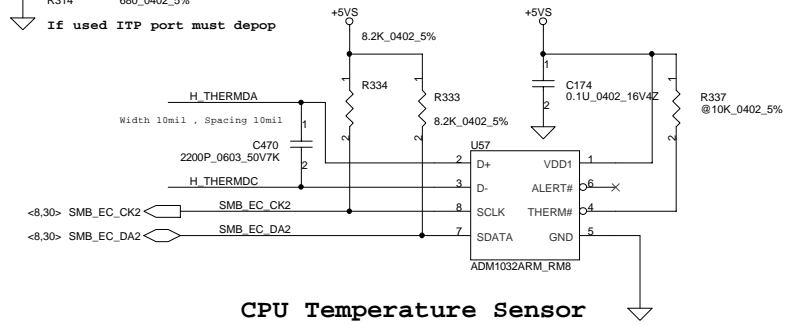 R314 680_0402_5%
If used ITP port must depop
+5VS
+5VS
8.2K_0402_5%
1
R334
1
R333
8.2K_0402_5%
2
2
1
C174
0.1U_0402_16V4Z
2
1
R337
@10K_0402_5%
2
H_THERMDA
Width 10mil , Spacing 10mil
1
C470
2200P_0603_50V7K
2
H_THERMDC
U57
2 D+ VDD1 1
3 D- ALERT# 6
8 SCLK THERM# 4
7 SDATA GND 5
ADM1032ARM_RM8
<8,30> SMB_EC_CK2 SMB_EC_CK2
<8,30> SMB_EC_DA2 SMB_EC_DA2
CPU Temperature Sensor